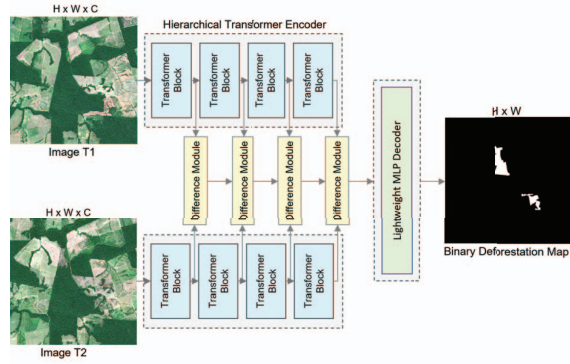 H x W x C
Hierarchical Transformer Encoder
Transformer
Block
Transformer
Block
Transformer
Block
Transformer
Block
Image T1
Difference Module
Difference Module
Difference Module
Difference Module
Lightweight MLP Decoder
H x W
Binary Deforestation Map
H x W x C
Transformer
Block
Transformer
Block
Transformer
Block
Transformer
Block
Image T2